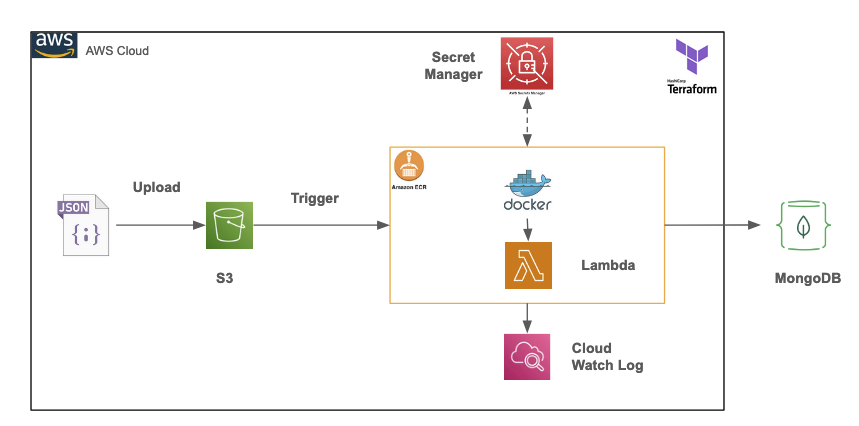 aws
AWS Cloud
Secret
Manager
AWS Secrets Manager
HashiCorp
Terraform
Amazon ECR
JSON
Upload
Trigger
docker
S3
Lambda
MongoDB
Cloud
Watch Log